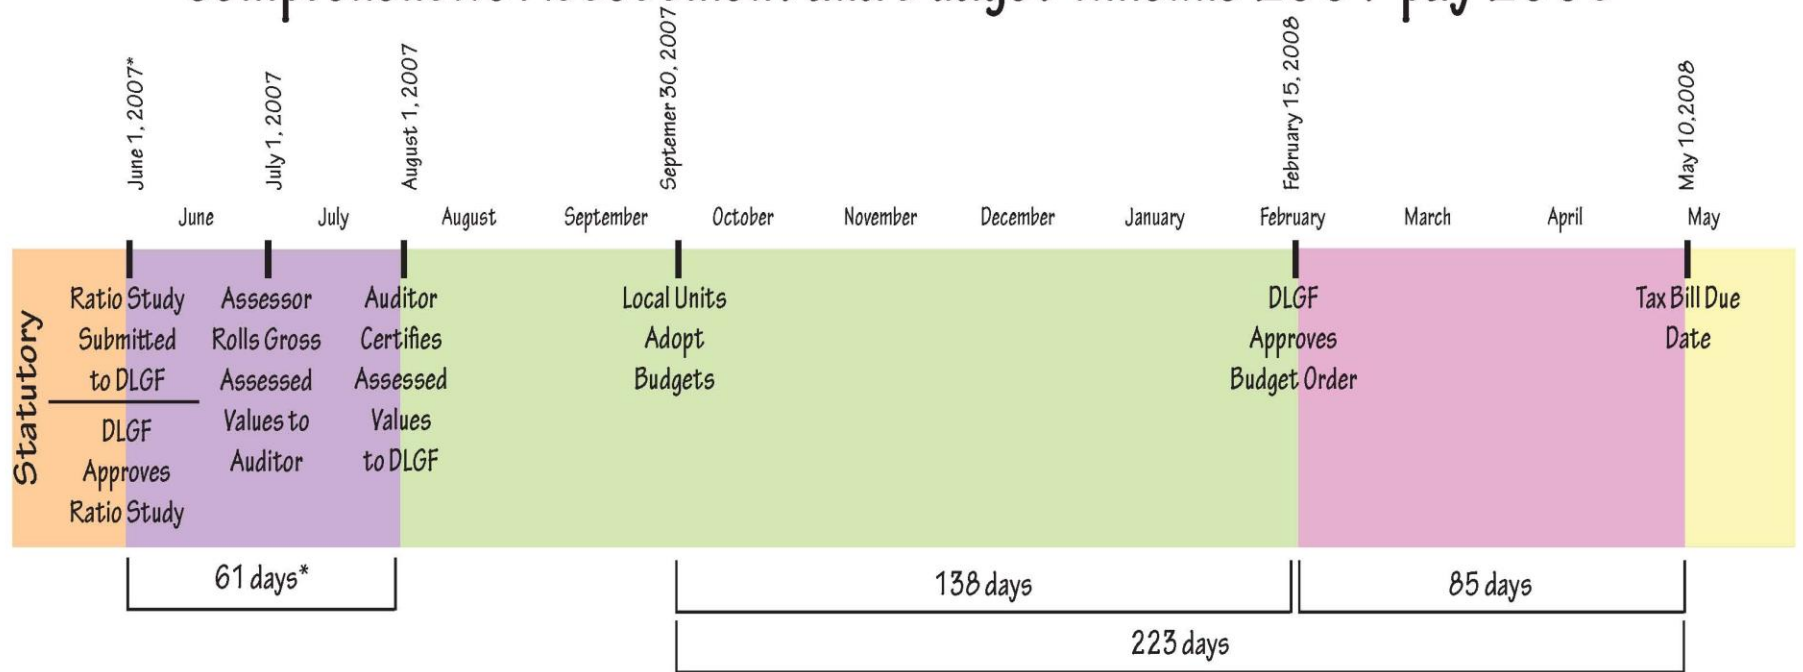 June 1, 2007*
July 1, 2007
August 1, 2007
Septemer 30, 2007
February 15, 2008
May 10,2008
June July August September October November December January February March April May
Statutory
Ratio Study
Submitted
to DLGF
DLGF
Approves
Ratio Study
Assessor
Rolls Gross
Assessed
Values to
Auditor
Auditor
Certifies
Assessed
Values
to DLGF
Local Units
Adopt
Budgets
DLGF
Approves
Budget Order
Tax Bill Due
Date
61 days*
138 days
85 days
223 days